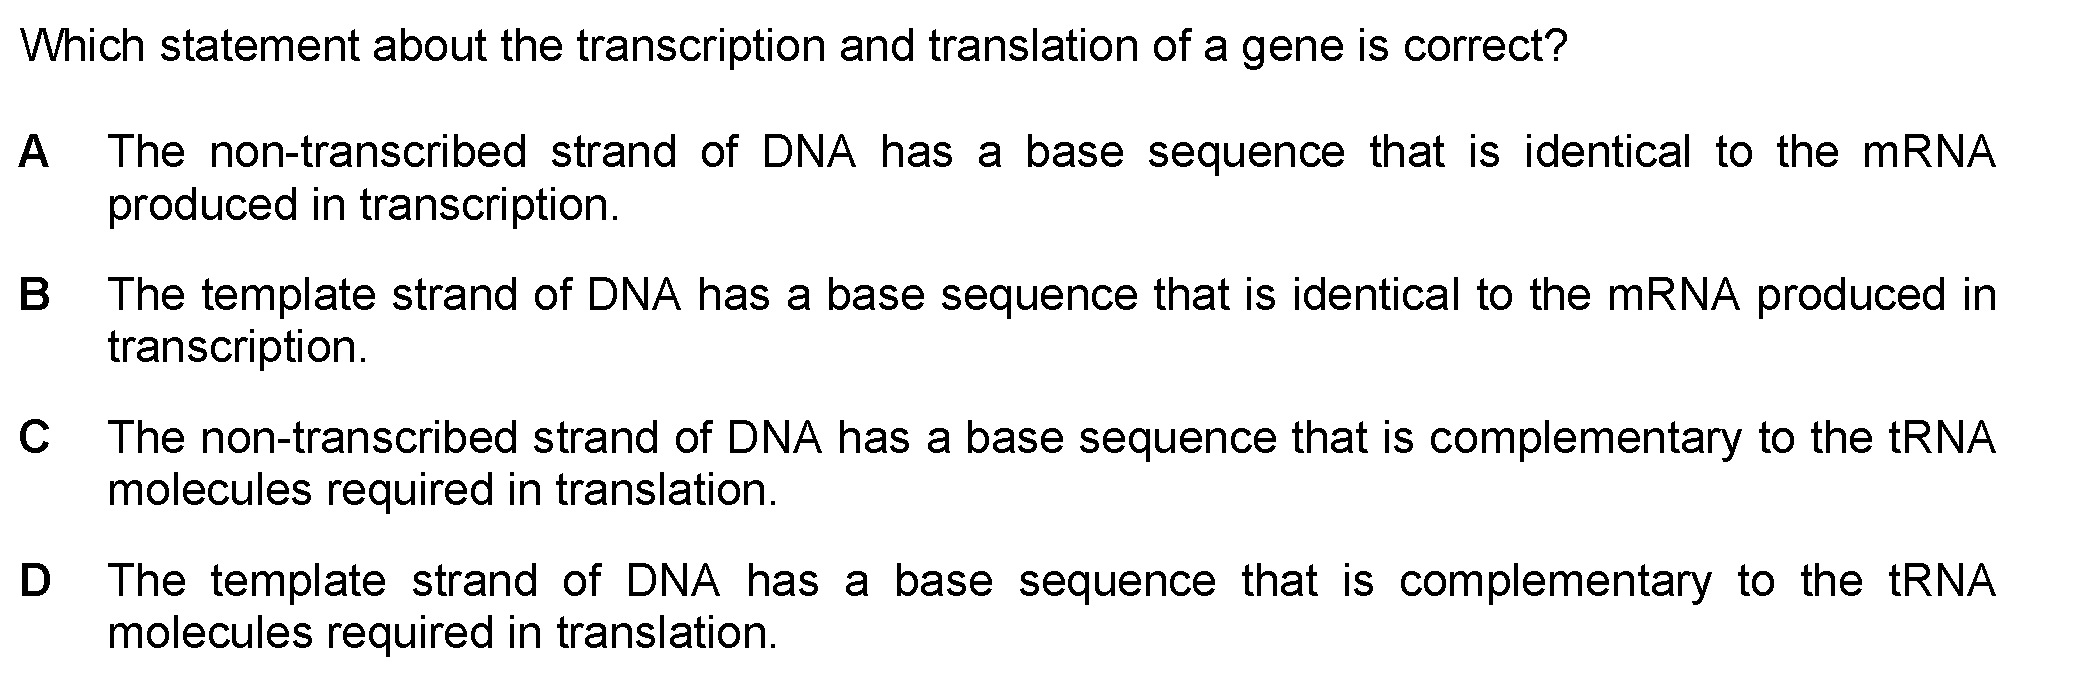 Which statement about the transcription and translation of a gene is correct?
A The non-transcribed strand of DNA has a base sequence that is identical to the mRNA
produced in transcription.
B The template strand of DNA has a base sequence that is identical to the mRNA produced in
transcription.
C The non-transcribed strand of DNA has a base sequence that is complementary to the tRNA
molecules required in translation.
D The template strand of DNA has a base sequence that is complementary to the tRNA
molecules required in translation.